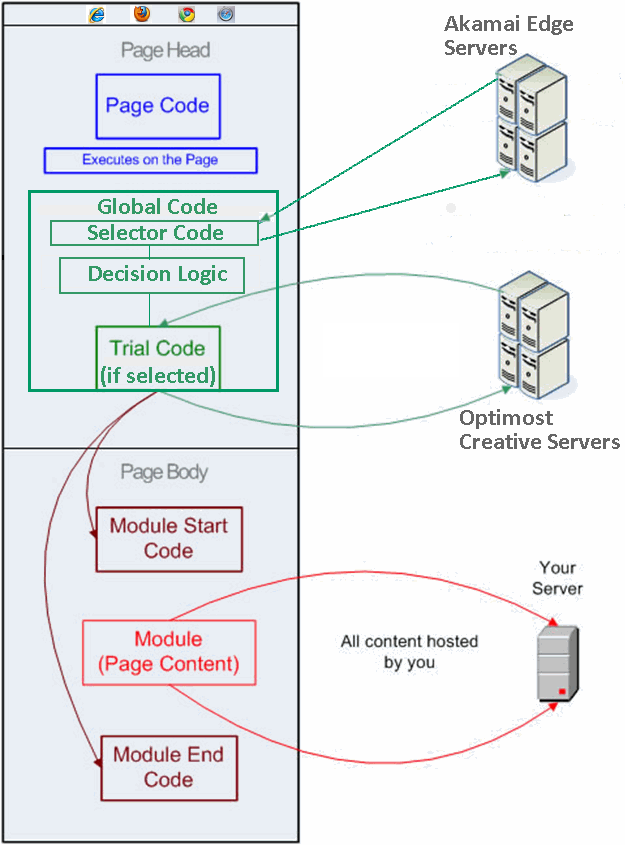 Page Head
Page Code
Executes on the Page
Global Code
Selector Code
Decision Logic
Trial Code
(if selected)
Akamai Edge
Servers
Optimost
Creative Servers
Page Body
Module Start
Code
Module
(Page Content)
Module End
Code
All content hosted
by you
Your
Server